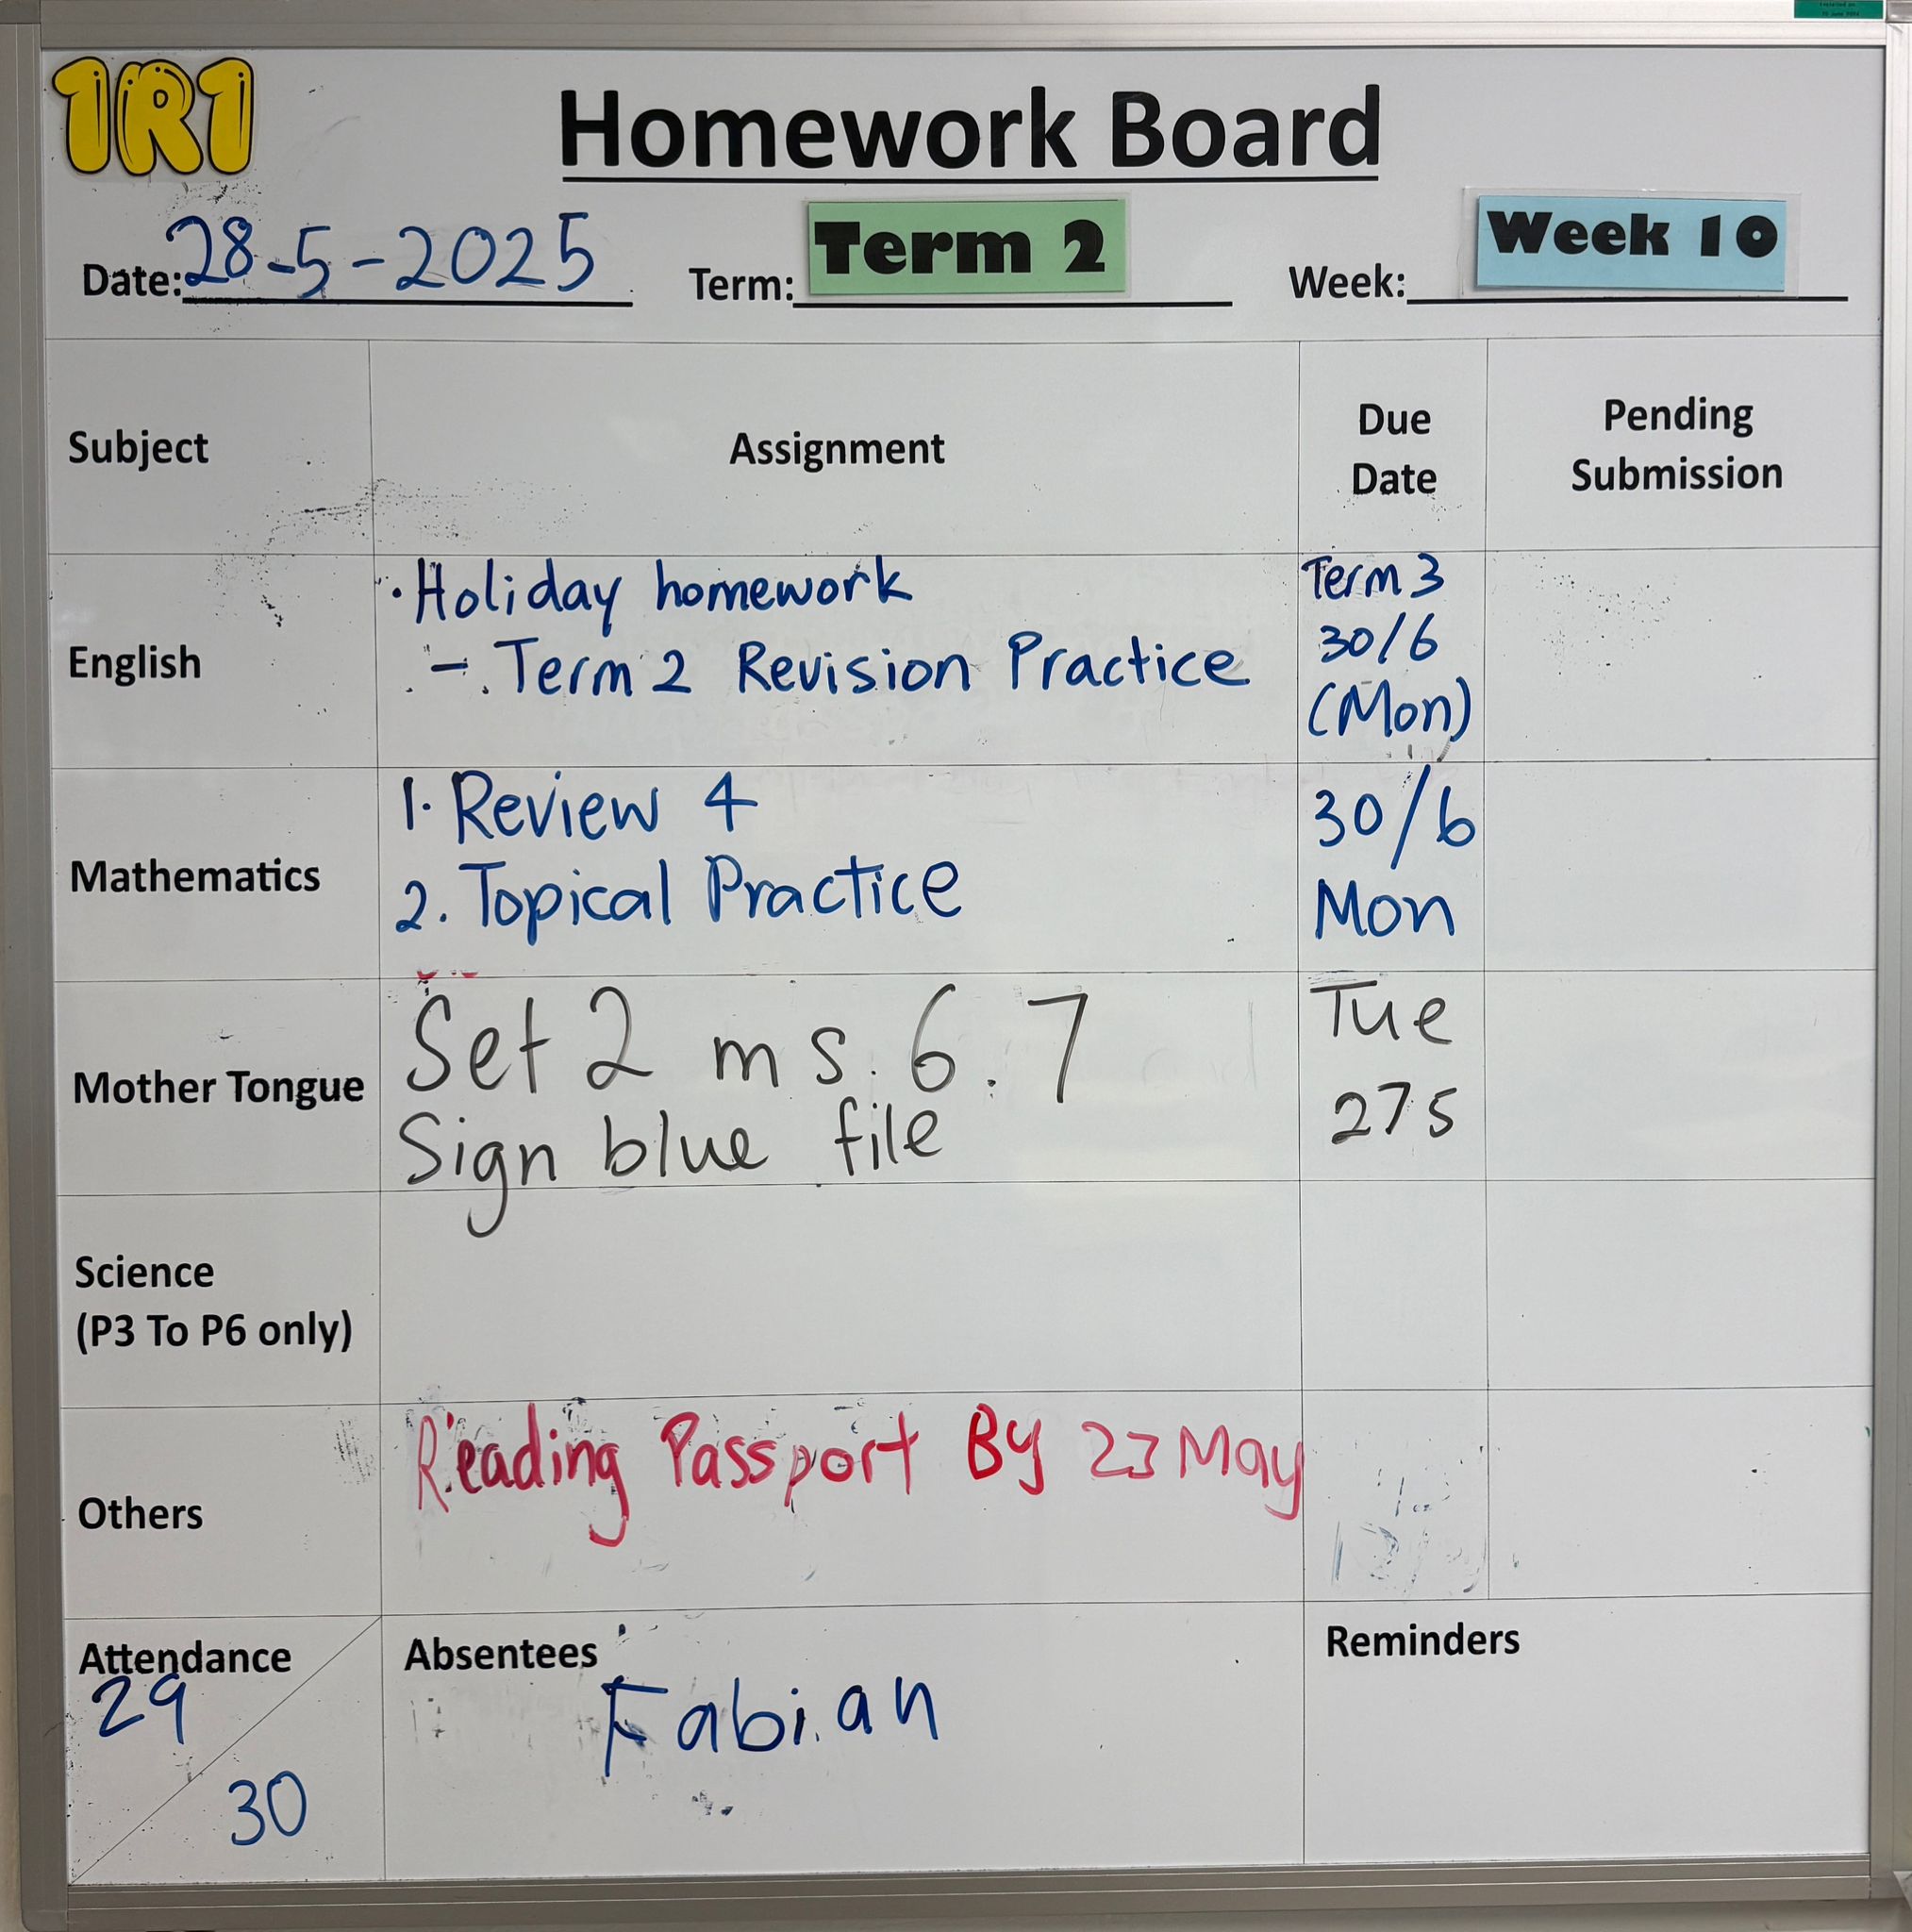 1R1
Homework Board
Date: 28-5-2025 Term: Term 2 Week: Week 10
Subject Assignment Due Date Pending Submission
English
· Holiday homework
- Term 2 Revision Practice
Term 3
30/6
(Mon)
Mathematics
1. Review 4
2. Topical Practice
30/6
Mon
Mother Tongue
Set 2 ms. 6. 7
Sign blue file
Tue
27 5
Science
(P3 To P6 only)
Others
Reading Passport By 23 May
Attendance
29
30
Absentees
Fabian
Reminders